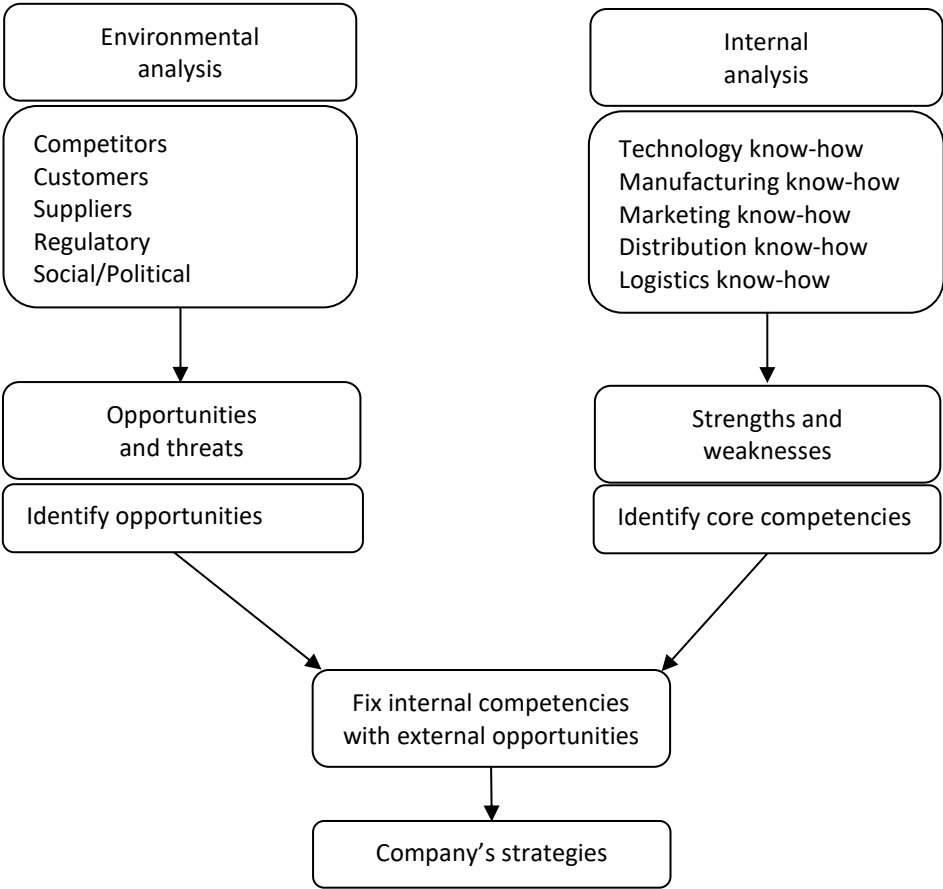 Environmental
analysis
Competitors
Customers
Suppliers
Regulatory
Social/Political
Opportunities
and threats
Identify opportunities
Internal
analysis
Technology know-how
Manufacturing know-how
Marketing know-how
Distribution know-how
Logistics know-how
Strengths and
weaknesses
Identify core competencies
Fix internal competencies
with external opportunities
Company’s strategies